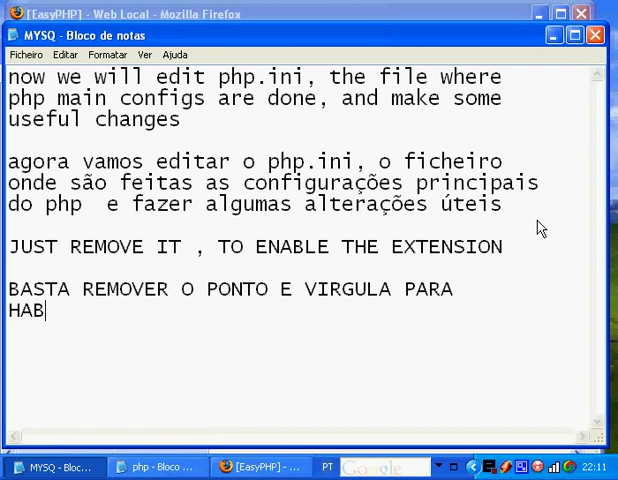 [EasyPHP] - Web Local - Mozilla Firefox
MYSQ - Bloco de notas
Ficheiro Editar Formatar Ver Ajuda
now we will edit php.ini, the file where
php main configs are done, and make some
useful changes
agora vamos editar o php.ini, o ficheiro
onde são feitas as configurações principais
do php e fazer algumas alterações úteis
JUST REMOVE IT , TO ENABLE THE EXTENSION
BASTA REMOVER O PONTO E VIRGULA PARA
HAB
MYSQ - Bloc... php - Bloco ... [EasyPHP] - ... PT Google 22:11